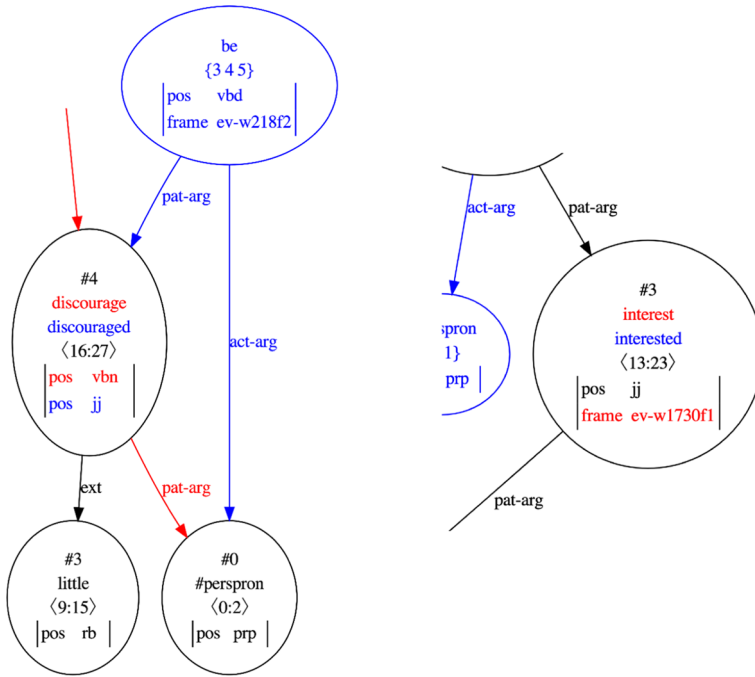 be
{3 4 5}
pos vbd
frame ev-w218f2
pat-arg
act-arg
#4
discourage
discouraged
⟨16:27⟩
pos vbn
pos jj
ext
pat-arg
#3
little
⟨9:15⟩
pos rb
#0
#perspron
⟨0:2⟩
pos prp
act-arg
pat-arg
spron
1}
prp
#3
interest
interested
⟨13:23⟩
pos jj
frame ev-w1730f1
pat-arg